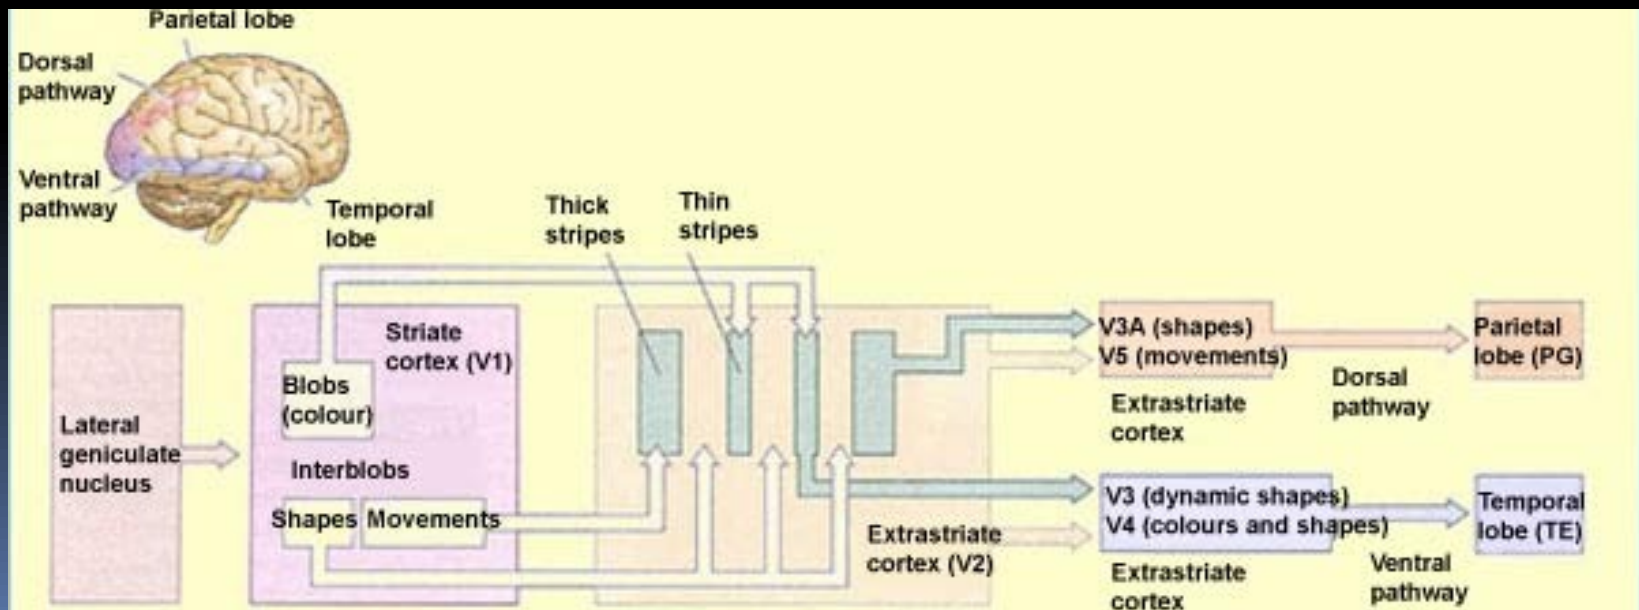 Parietal lobe
Dorsal
pathway
Ventral
pathway
Temporal
lobe
Thick
stripes
Thin
stripes
Lateral
geniculate
nucleus
Striate
cortex (V1)
Blobs
(colour)
Interblobs
Shapes
Movements
Extrastriate
cortex (V2)
V3A (shapes)
V5 (movements)
Extrastriate
cortex
Dorsal
pathway
Parietal
lobe (PG)
V3 (dynamic shapes)
V4 (colours and shapes)
Extrastriate
cortex
Ventral
pathway
Temporal
lobe (TE)